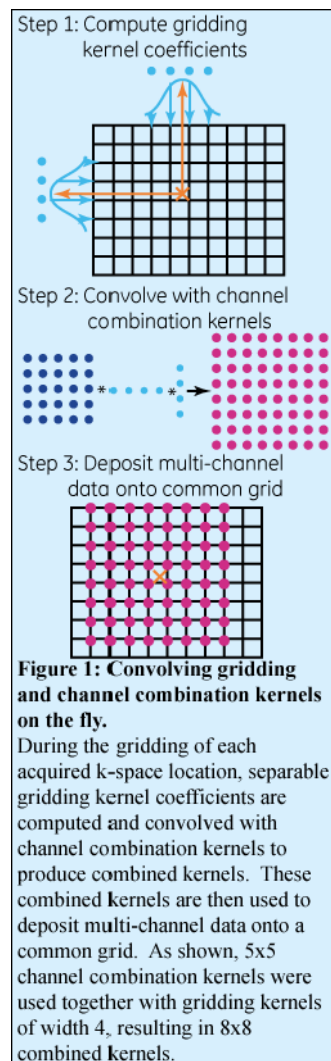 Step 1: Compute gridding
kernel coefficients
Step 2: Convolve with channel
combination kernels
* *
Step 3: Deposit multi-channel
data onto common grid
Figure 1: Convolving gridding
and channel combination kernels
on the fly.
During the gridding of each
acquired k-space location, separable
gridding kernel coefficients are
computed and convolved with
channel combination kernels to
produce combined kernels. These
combined kernels are then used to
deposit multi-channel data onto a
common grid. As shown, 5x5
channel combination kernels were
used together with gridding kernels
of width 4, resulting in 8x8
combined kernels.